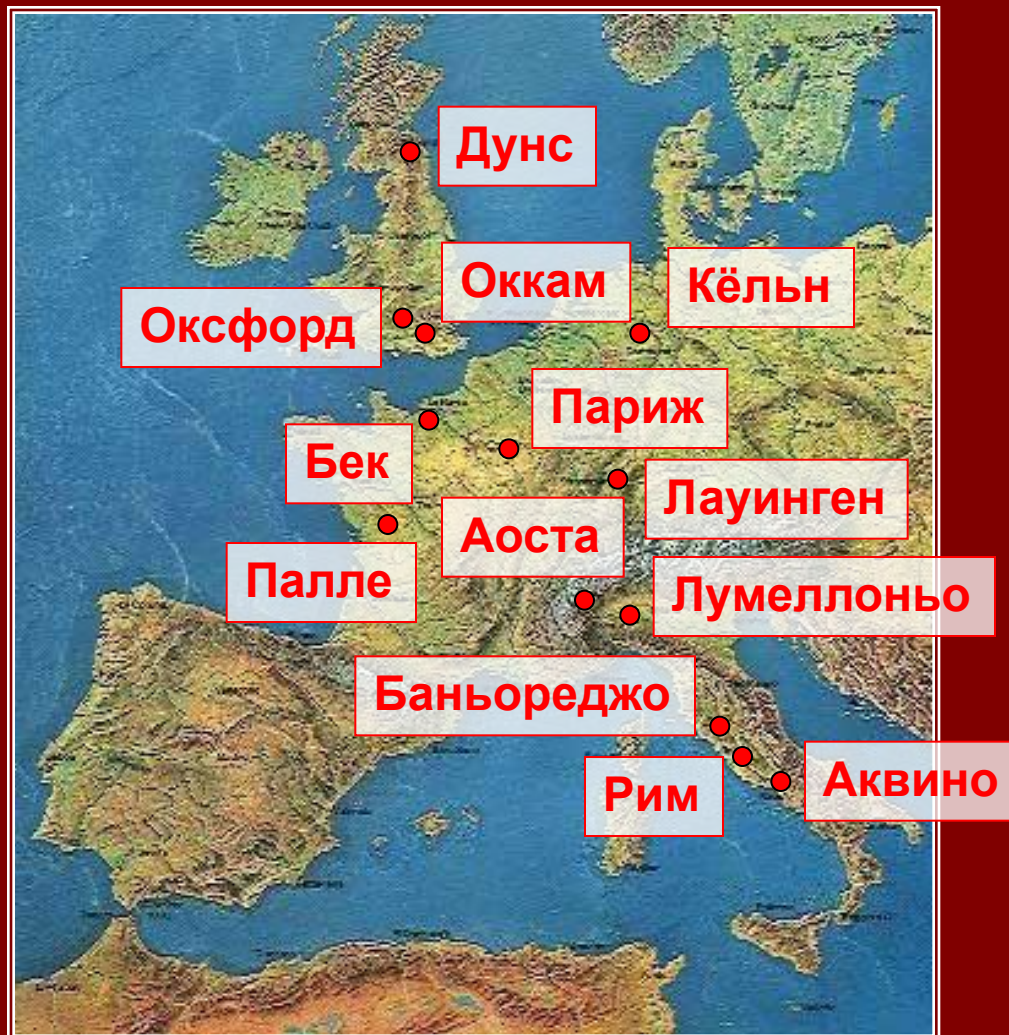 Дунс
Оккам
Кёльн
Оксфорд
Париж
Бек
Лауинген
Аоста
Палле
Лумеллоньо
Баньореджо
Рим
Аквино